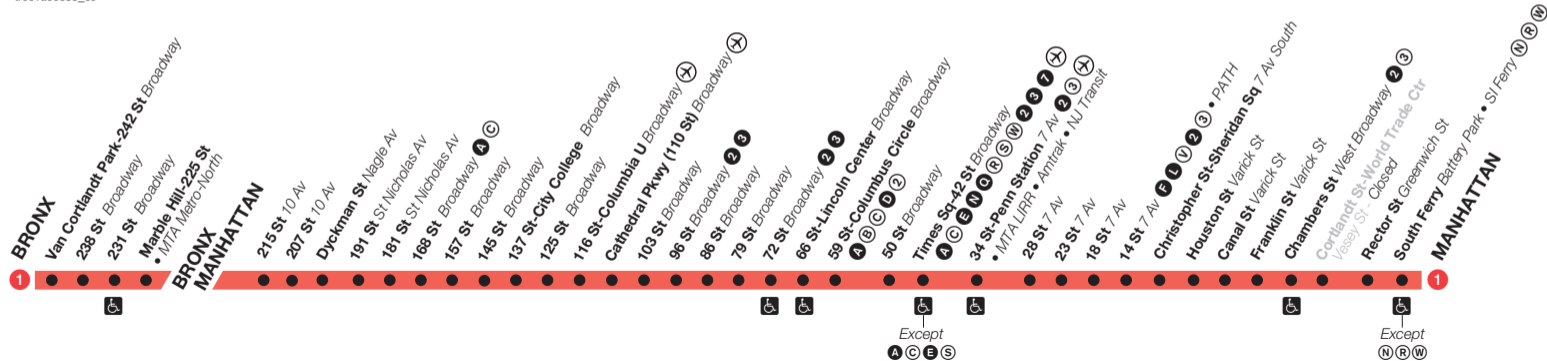 1
BRONX
Van Cortlandt Park-242 St Broadway
238 St Broadway
231 St Broadway
Marble Hill-225 St
• MTA Metro-North
BRONX
MANHATTAN
215 St 10 Av
207 St 10 Av
Dyckman St Nagle Av
191 St St Nicholas Av
181 St St Nicholas Av
168 St Broadway A C
157 St Broadway
145 St Broadway
137 St-City College Broadway
125 St Broadway
116 St-Columbia U Broadway
Cathedral Pkwy (110 St) Broadway
103 St Broadway
96 St Broadway 2 3
86 St Broadway
79 St Broadway
72 St Broadway 2 3
66 St-Lincoln Center Broadway
59 St-Columbus Circle Broadway
A B C D 2
50 St Broadway
Times Sq-42 St Broadway
A C E N Q R S W 2 3 7
34 St-Penn Station 7 Av 2 3
• MTA LIRR • Amtrak • NJ Transit
28 St 7 Av
23 St 7 Av
18 St 7 Av
14 St 7 Av F L V 2 3 • PATH
Christopher St-Sheridan Sq 7 Av South
Houston St Varick St
Canal St Varick St
Franklin St Varick St
Chambers St West Broadway 2 3
Cortlandt St-World Trade Ctr
Vesey St - Closed
Rector St Greenwich St
South Ferry Battery Park • SI Ferry N R W
MANHATTAN
1
Except
A C E S
Except
N R W